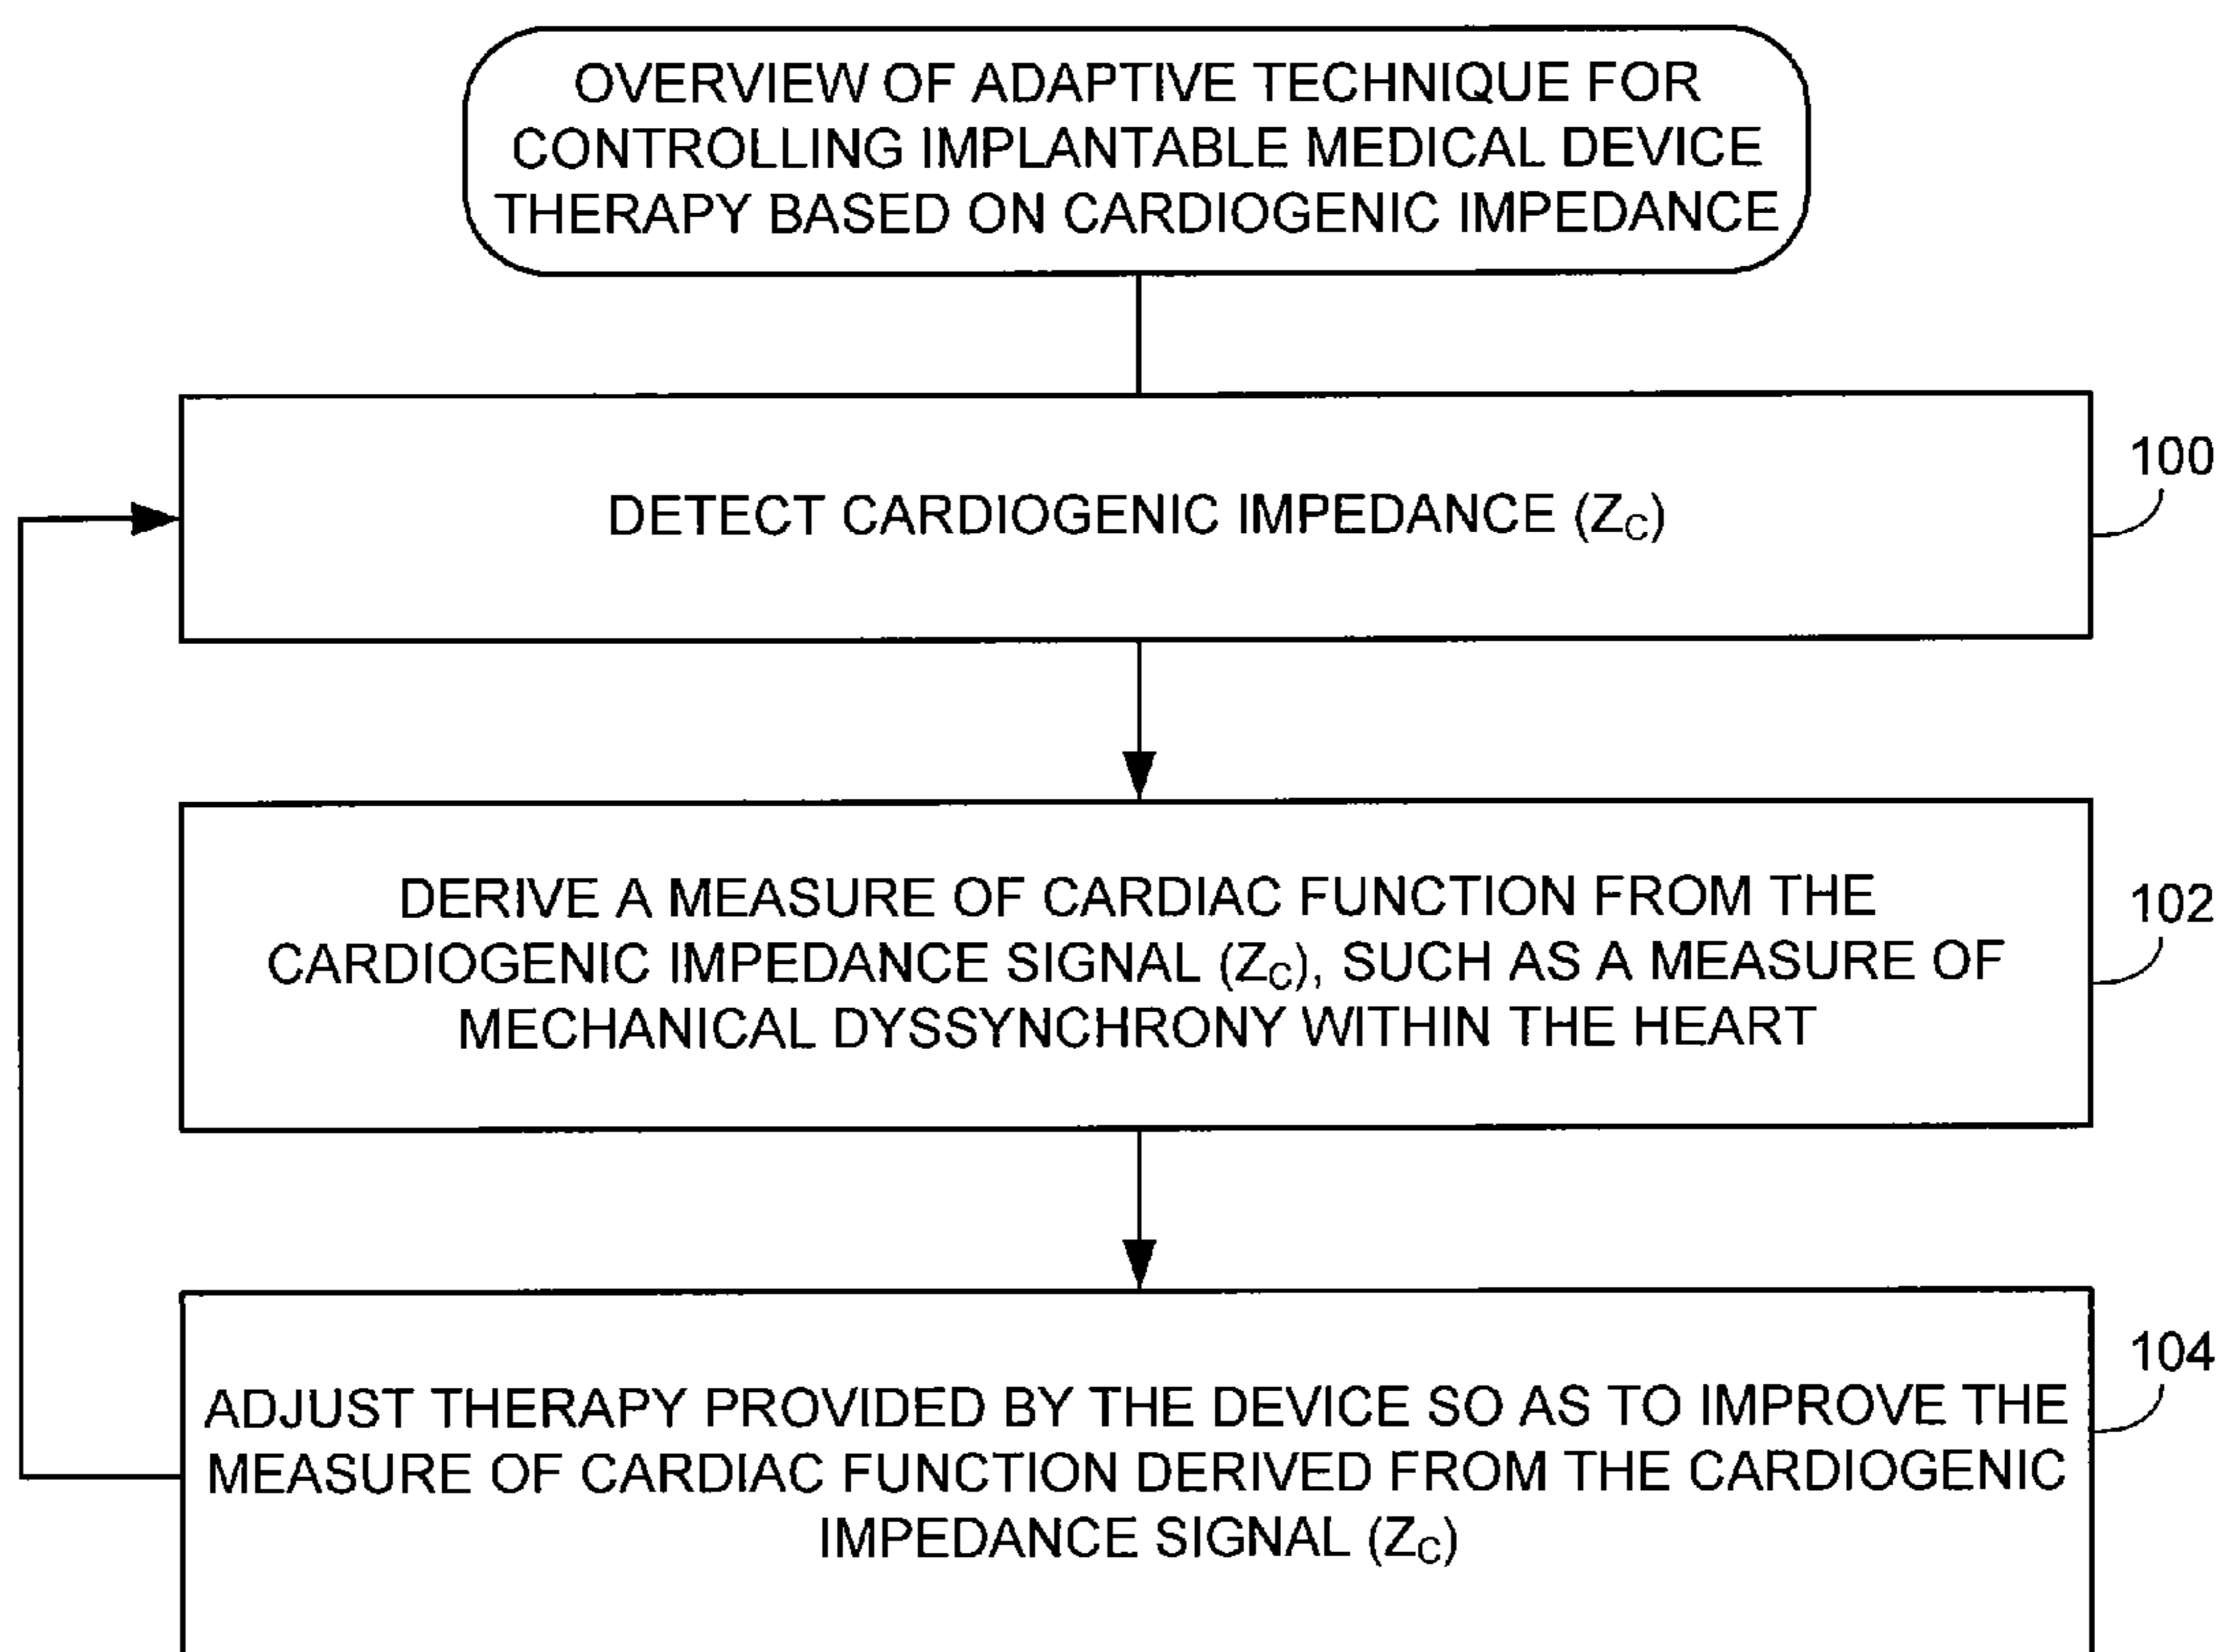 OVERVIEW OF ADAPTIVE TECHNIQUE FOR
CONTROLLING IMPLANTABLE MEDICAL DEVICE
THERAPY BASED ON CARDIOGENIC IMPEDANCE
100
DETECT CARDIOGENIC IMPEDANCE (ZC)
102
DERIVE A MEASURE OF CARDIAC FUNCTION FROM THE
CARDIOGENIC IMPEDANCE SIGNAL (ZC), SUCH AS A MEASURE OF
MECHANICAL DYSSYNCHRONY WITHIN THE HEART
104
ADJUST THERAPY PROVIDED BY THE DEVICE SO AS TO IMPROVE THE
MEASURE OF CARDIAC FUNCTION DERIVED FROM THE CARDIOGENIC
IMPEDANCE SIGNAL (ZC)